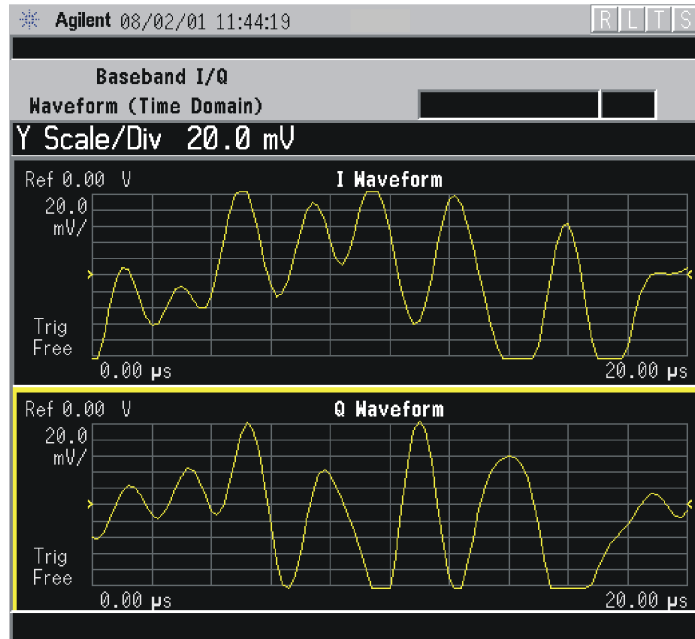 Agilent 08/02/01 11:44:19 R L T S
Baseband I/Q
Waveform (Time Domain)
Y Scale/Div 20.0 mV
Ref 0.00 V I Waveform
20.0
mV/
Trig
Free
0.00 µs 20.00 µs
Ref 0.00 V Q Waveform
20.0
mV/
Trig
Free
0.00 µs 20.00 µs